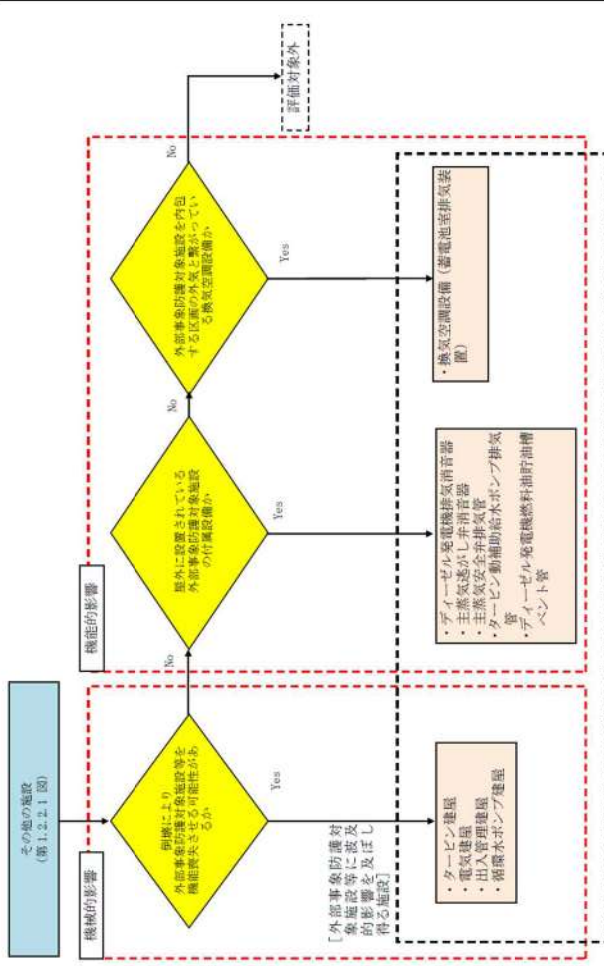 その他の施設
(第 1.2.2.1 図)
機械的影響
倒壊により
外部事象防護対象施設等を
機能喪失させる可能性があ
るか
Yes
No
[外部事象防護対
象施設等に波及
的影響を及ぼし
得る施設]
・タービン建屋
・電気建屋
・出入管理建屋
・循環水ポンプ建屋
機能的影響
屋外に設置されている
外部事象防護対象施設
の付属設備か
Yes
No
・ディーゼル発電機排気消音器
・主蒸気逃がし弁消音器
・主蒸気安全弁排気管
・タービン動補助給水ポンプ排気
管
・ディーゼル発電機燃料油貯油槽
ベント管
外部事象防護対象施設を内包
する区画の外気と繋がってい
る換気空調設備か
Yes
No
・換気空調設備（蓄電池室排気装
置）
評価対象外